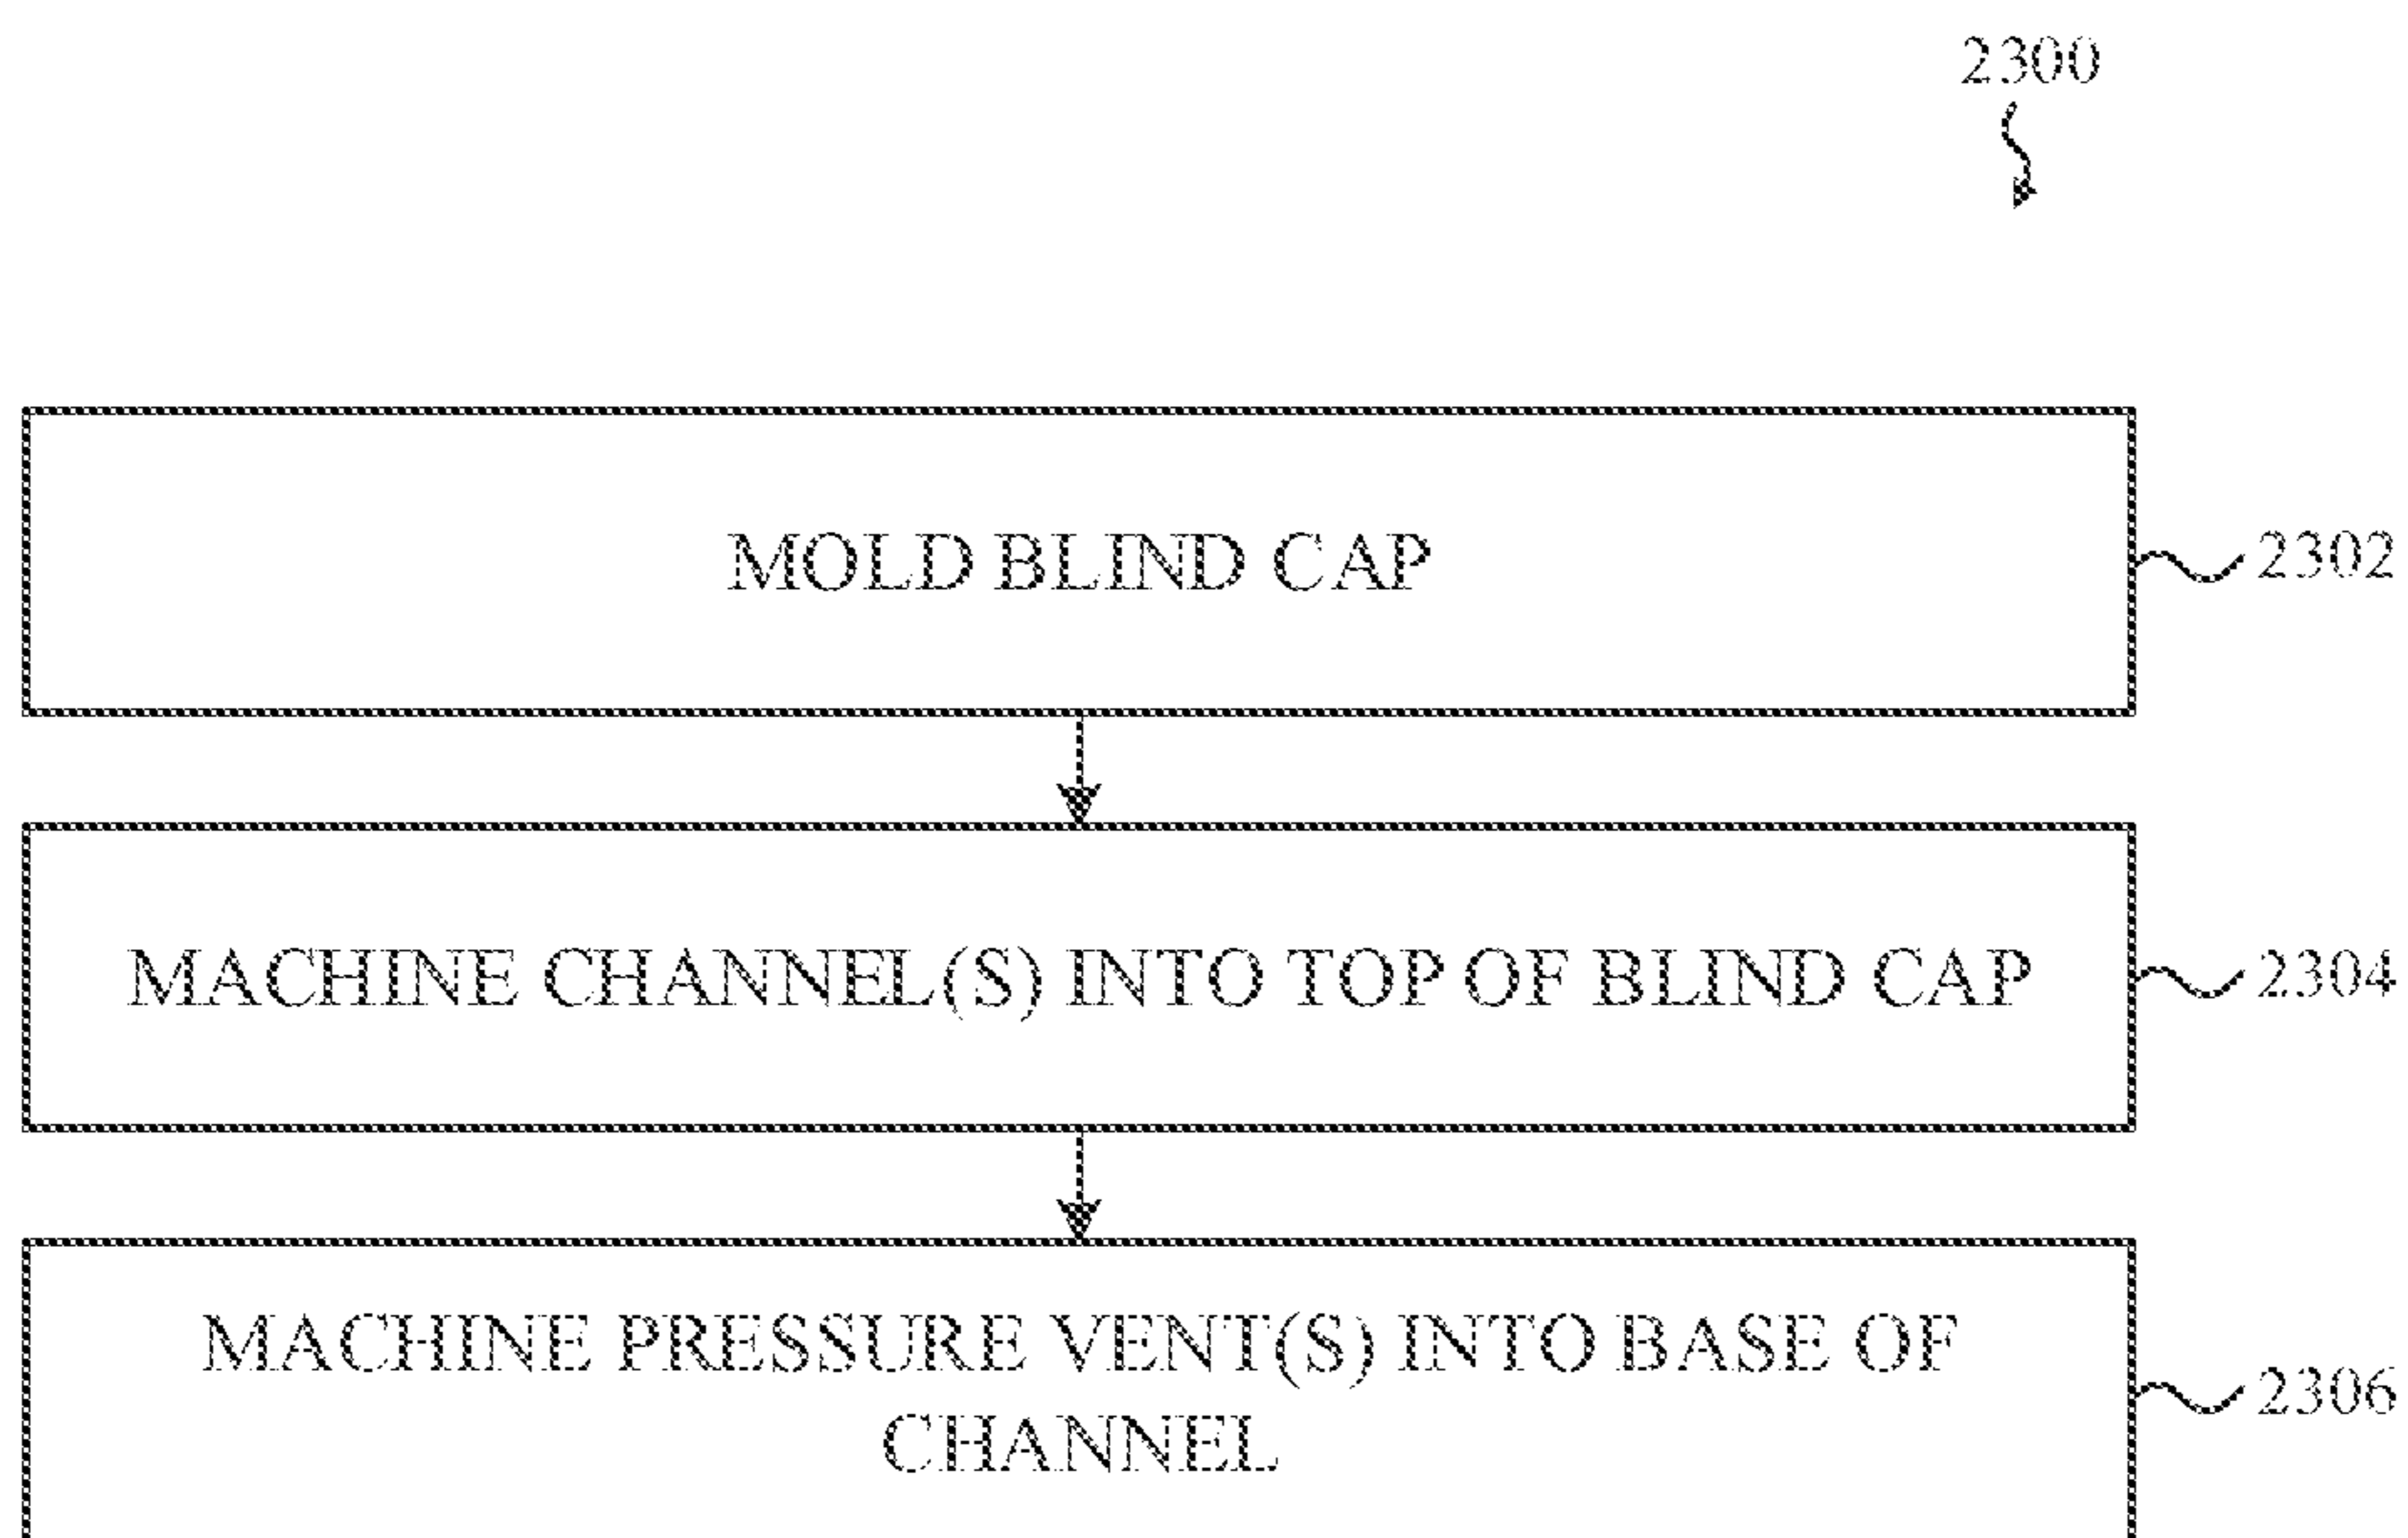 2300
MOLD BLIND CAP
2302
MACHINE CHANNEL(S) INTO TOP OF BLIND CAP
2304
MACHINE PRESSURE VENT(S) INTO BASE OF
CHANNEL
2306